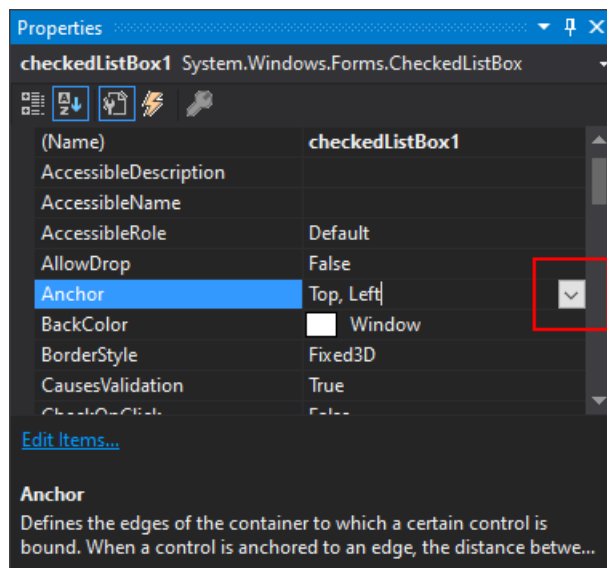 Properties
checkedListBox1 System.Windows.Forms.CheckedListBox
(Name) checkedListBox1
AccessibleDescription
AccessibleName
AccessibleRole Default
AllowDrop False
Anchor Top, Left
BackColor Window
BorderStyle Fixed3D
CausesValidation True
CheckOnClick False
Edit Items...
Anchor
Defines the edges of the container to which a certain control is
bound. When a control is anchored to an edge, the distance betwe...